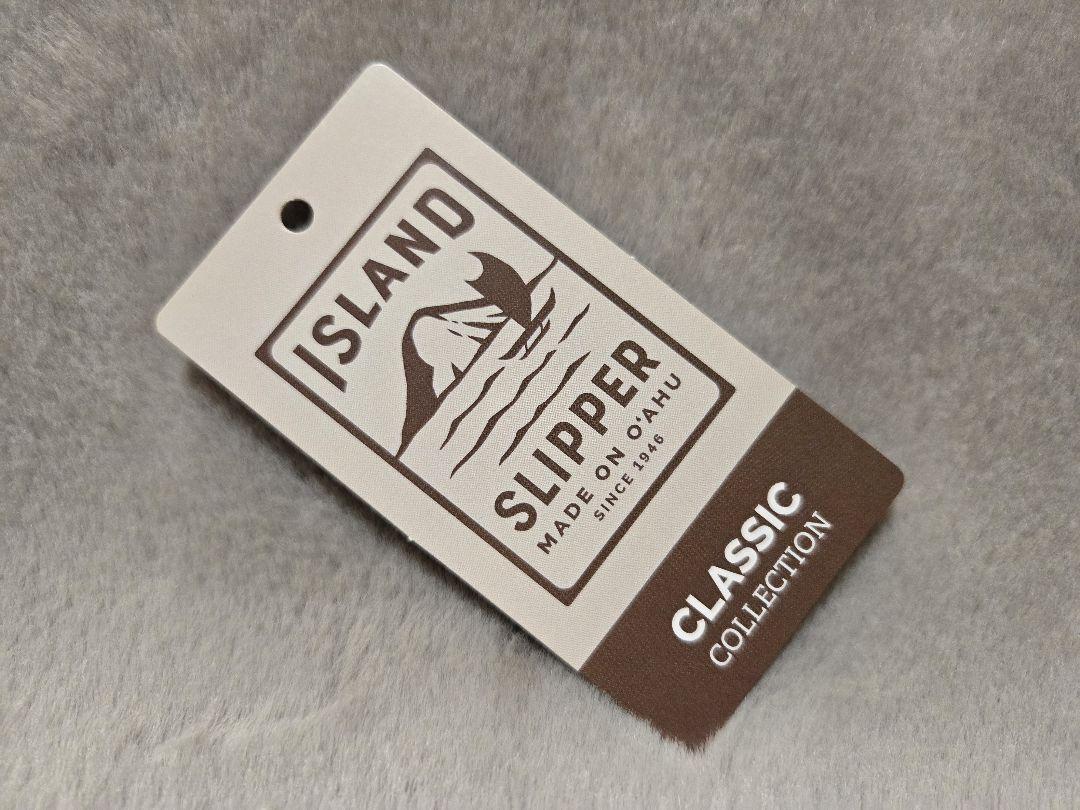 ISLAND
SLIPPER
MADE ON O‘AHU
SINCE 1946
CLASSIC
COLLECTION